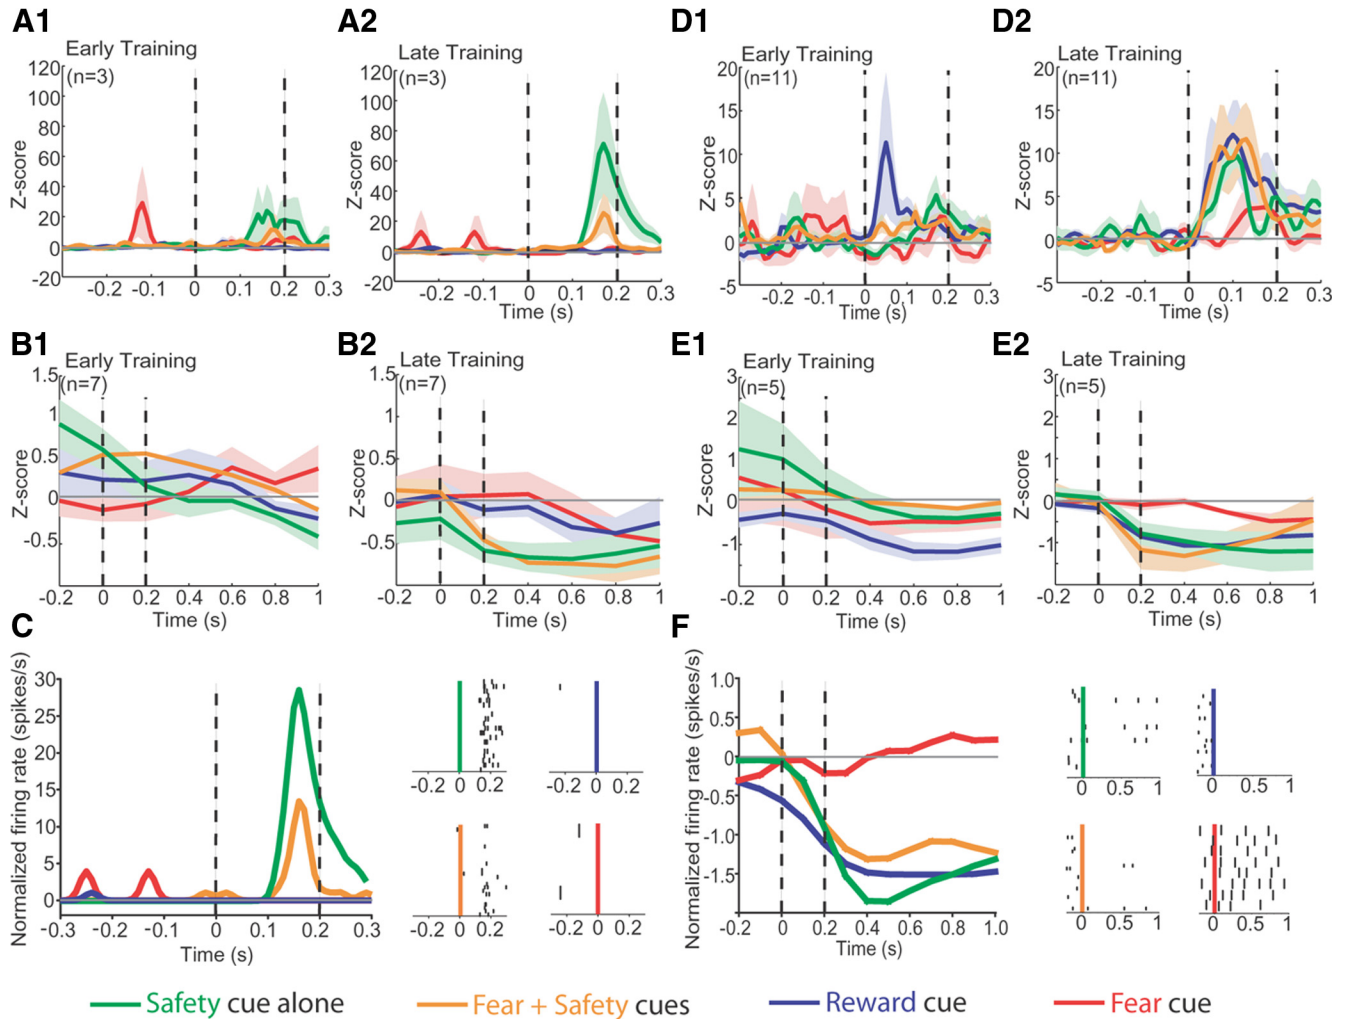 A1
Early Training
(n=3)
120
100
80
60
40
20
0
-20
Z-score
-0.2 -0.1 0 0.1 0.2 0.3
A2
Late Training
(n=3)
120
100
80
60
40
20
0
-20
Z-score
-0.2 -0.1 0 0.1 0.2 0.3
Time (s)
D1
Early Training
(n=11)
20
15
10
5
0
-5
Z-score
-0.2 -0.1 0 0.1 0.2 0.3
Time (s)
D2
Late Training
(n=11)
20
15
10
5
0
-5
Z-score
-0.2 -0.1 0 0.1 0.2 0.3
Time (s)
B1
Early Training
(n=7)
1.5
1
0.5
0
-0.5
Z-score
-0.2 0 0.2 0.4 0.6 0.8 1
Time (s)
B2
Late Training
(n=7)
1.5
1
0.5
0
-0.5
Z-score
-0.2 0 0.2 0.4 0.6 0.8 1
Time (s)
E1
Early Training
(n=5)
3
2
1
0
-1
Z-score
-0.2 0 0.2 0.4 0.6 0.8 1
Time (s)
E2
Late Training
(n=5)
3
2
1
0
-1
Z-score
-0.2 0 0.2 0.4 0.6 0.8 1
Time (s)
C
Normalized firing rate (spikes/s)
30
25
20
15
10
5
0
-0.3 -0.2 -0.1 0 0.1 0.2 0.3
Time (s)
-0.2 0 0.2
-0.2 0 0.2
-0.2 0 0.2
-0.2 0 0.2
F
Normalized firing rate (spikes/s)
1.0
0.5
0
-0.5
-1.0
-1.5
-0.2 0 0.2 0.4 0.6 0.8 1.0
Time (s)
0 0.5 1
0 0.5 1
0 0.5 1
0 0.5 1
Safety cue alone
Fear + Safety cues
Reward cue
Fear cue